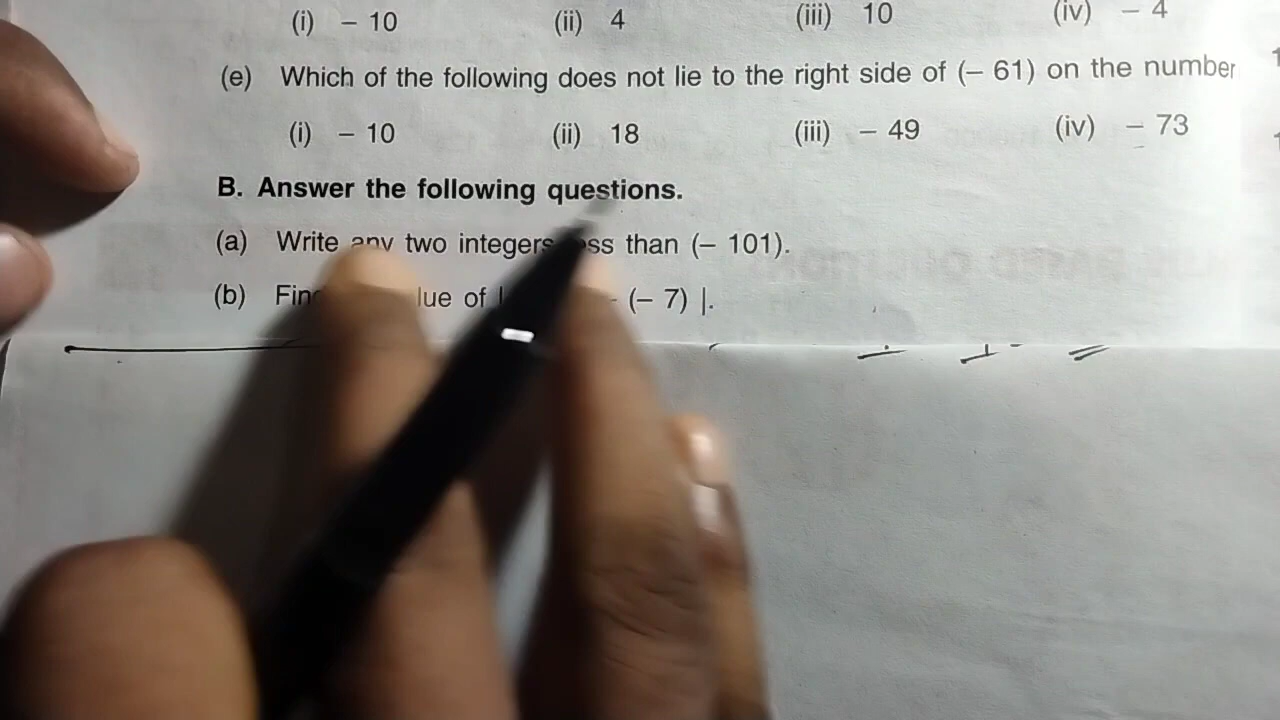 (i) – 10 (ii) 4 (iii) 10 (iv) – 4
(e) Which of the following does not lie to the right side of (– 61) on the number
(i) – 10 (ii) 18 (iii) – 49 (iv) – 73
B. Answer the following questions.
(a) Write any two integers than (– 101).
(b) of (– 7) |.